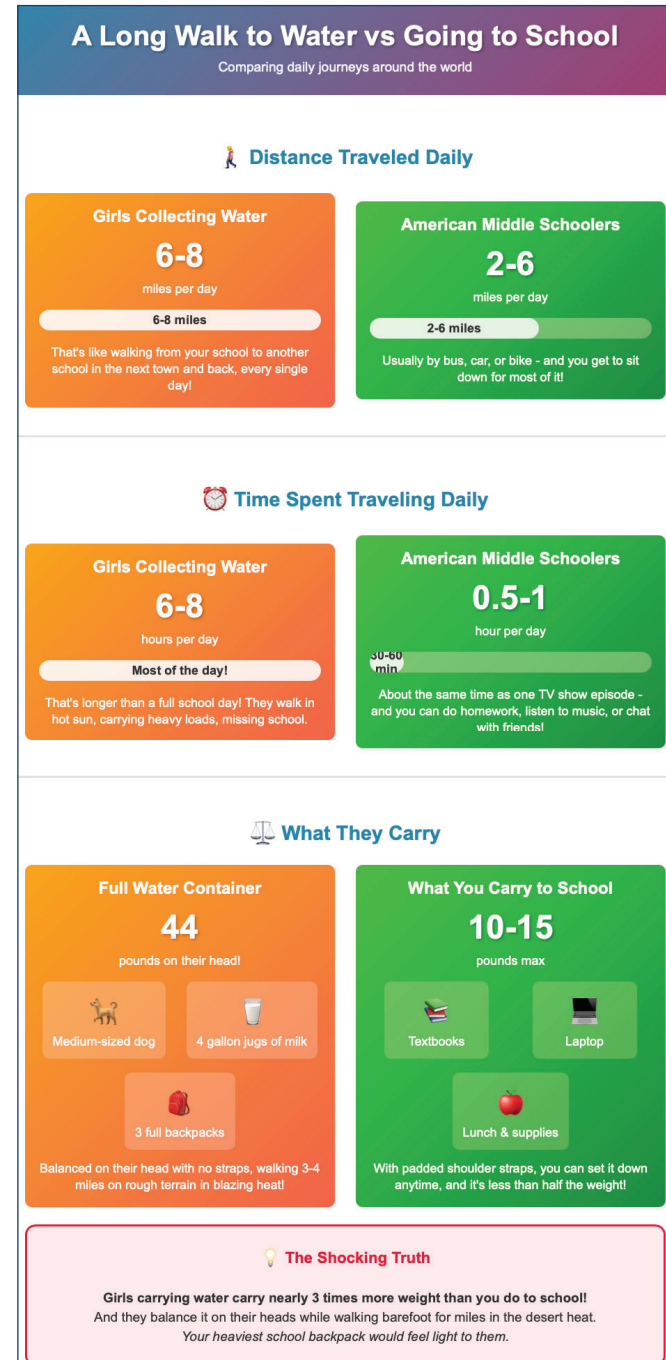 A Long Walk to Water vs Going to School
Comparing daily journeys around the world
Distance Traveled Daily
Girls Collecting Water
6-8
miles per day
6-8 miles
That's like walking from your school to another
school in the next town and back, every single
day!
American Middle Schoolers
2-6
miles per day
2-6 miles
Usually by bus, car, or bike - and you get to sit
down for most of it!
Time Spent Traveling Daily
Girls Collecting Water
6-8
hours per day
Most of the day!
That's longer than a full school day! They walk in
hot sun, carrying heavy loads, missing school.
American Middle Schoolers
0.5-1
hour per day
30-60
min
About the same time as one TV show episode -
and you can do homework, listen to music, or chat
with friends!
What They Carry
Full Water Container
44
pounds on their head!
Medium-sized dog
4 gallon jugs of milk
3 full backpacks
Balanced on their head with no straps, walking 3-4
miles on rough terrain in blazing heat!
What You Carry to School
10-15
pounds max
Textbooks
Laptop
Lunch & supplies
With padded shoulder straps, you can set it down
anytime, and it's less than half the weight!
The Shocking Truth
Girls carrying water carry nearly 3 times more weight than you do to school!
And they balance it on their heads while walking barefoot for miles in the desert heat.
Your heaviest school backpack would feel light to them.